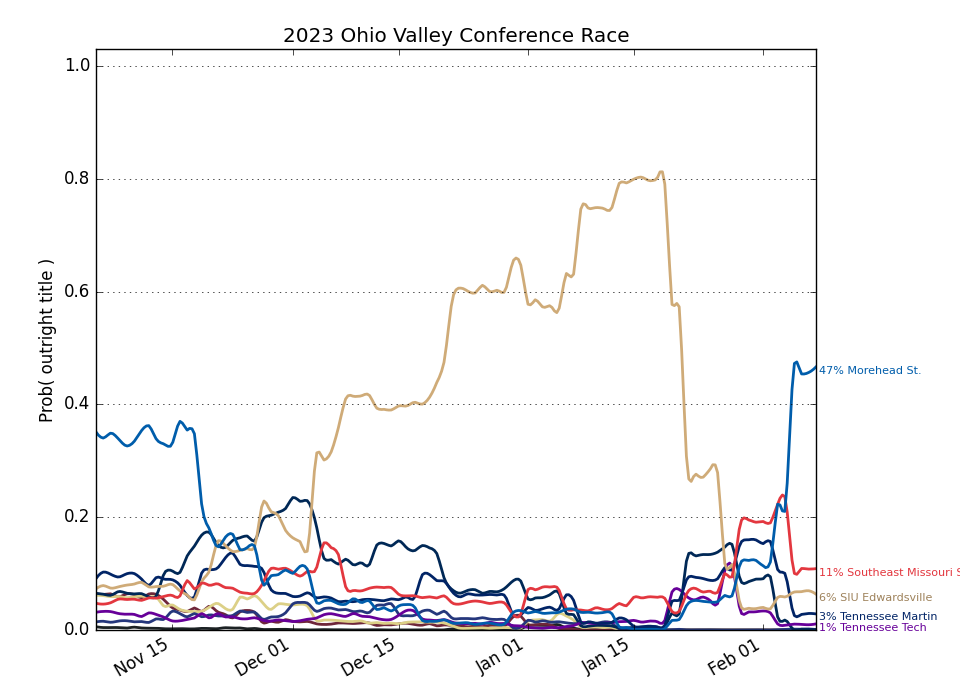 2023 Ohio Valley Conference Race
Prob( outright title )
1.0
0.8
0.6
0.4
0.2
0.0
Nov 15
Dec 01
Dec 15
Jan 01
Jan 15
Feb 01
47% Morehead St.
11% Southeast Missouri S
6% SIU Edwardsville
3% Tennessee Martin
1% Tennessee Tech